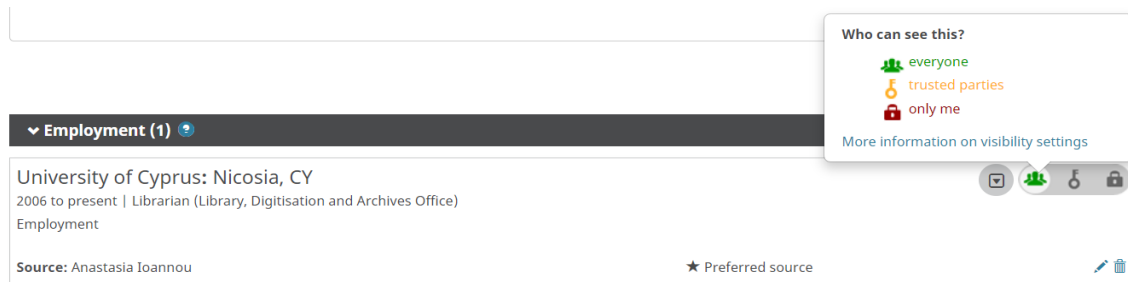 Who can see this?
everyone
trusted parties
only me
More information on visibility settings
Employment (1) ?
University of Cyprus: Nicosia, CY
2006 to present | Librarian (Library, Digitisation and Archives Office)
Employment
Source: Anastasia Ioannou
★ Preferred source